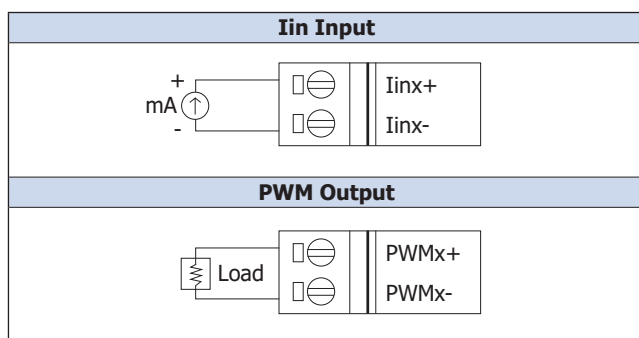 Iin Input
+
mA
-
Iinx+
Iinx-
PWM Output
Load
PWMx+
PWMx-